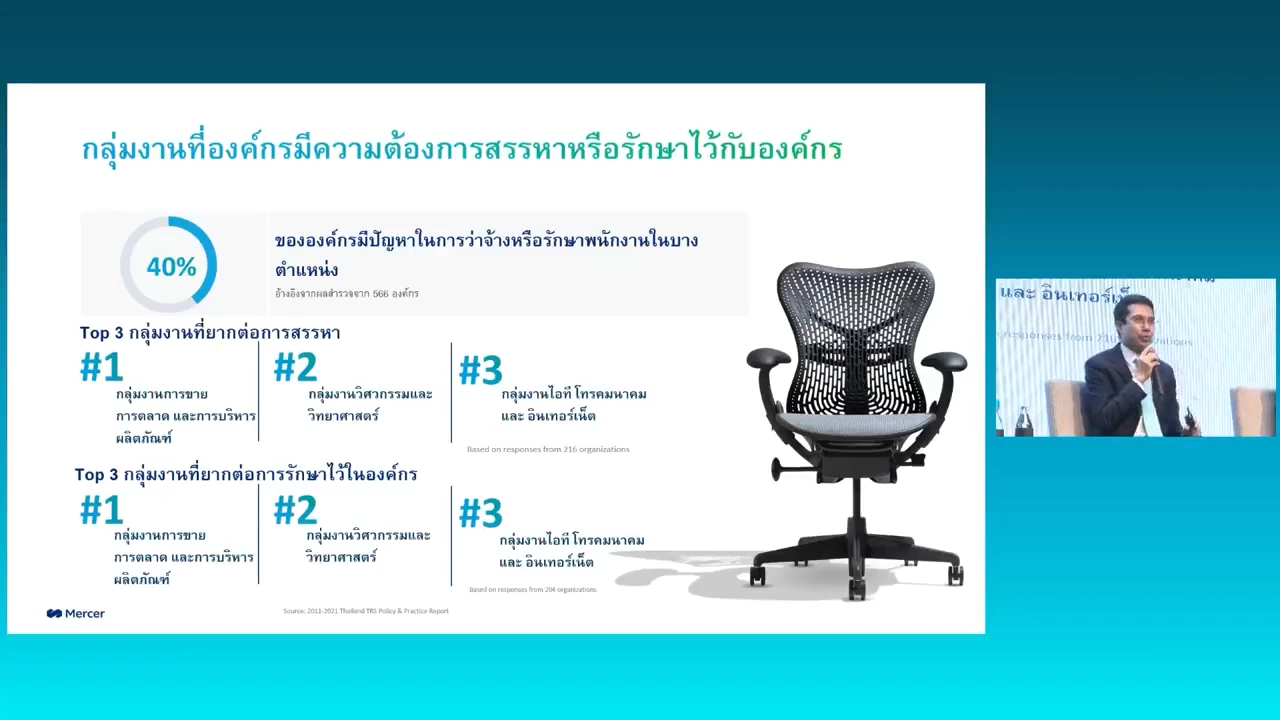 กลุ่มงานที่องค์กรมีความต้องการสรรหาหรือรักษาไว้กับองค์กร
40%
ขององค์กรมีปัญหาในการว่าจ้างหรือรักษาพนักงานในบาง
ตำแหน่ง
อ้างอิงจากผลสำรวจจาก 566 องค์กร
Top 3 กลุ่มงานที่ยากต่อการสรรหา
#1
กลุ่มงานการขาย
การตลาด และการบริหาร
ผลิตภัณฑ์
#2
กลุ่มงานวิศวกรรมและ
วิทยาศาสตร์
#3
กลุ่มงานไอที โทรคมนาคม
และ อินเทอร์เน็ต
Based on responses from 216 organizations
Top 3 กลุ่มงานที่ยากต่อการรักษาไว้ในองค์กร
#1
กลุ่มงานการขาย
การตลาด และการบริหาร
ผลิตภัณฑ์
#2
กลุ่มงานวิศวกรรมและ
วิทยาศาสตร์
#3
กลุ่มงานไอที โทรคมนาคม
และ อินเทอร์เน็ต
Based on responses from 204 organizations
Mercer
Source: 2011-2021 Thailand TRS Policy & Practice Report
และ อินเทอร์เน็ต
responses from 216